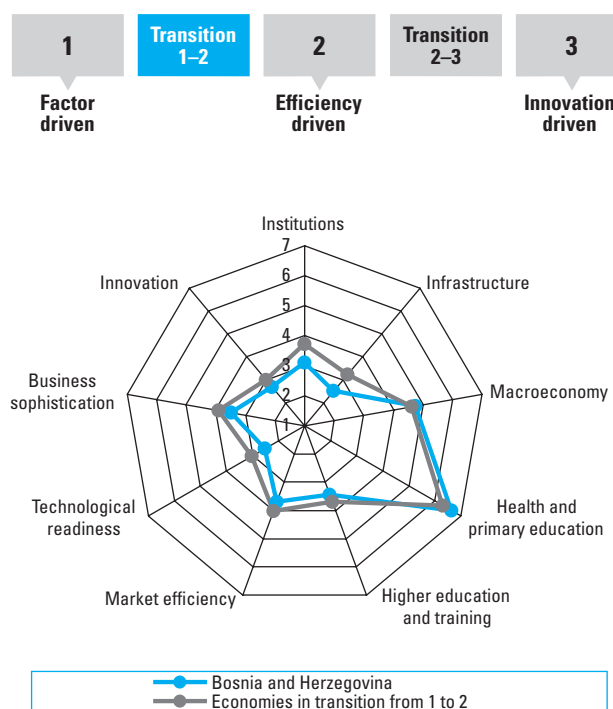 1
Transition
1–2
2
Transition
2–3
3
Factor
driven
Efficiency
driven
Innovation
driven
Institutions
7
6
5
4
3
2
1
Innovation
Infrastructure
Business
sophistication
Macroeconomy
Technological
readiness
Health and
primary education
Market efficiency
Higher education
and training
Bosnia and Herzegovina
Economies in transition from 1 to 2